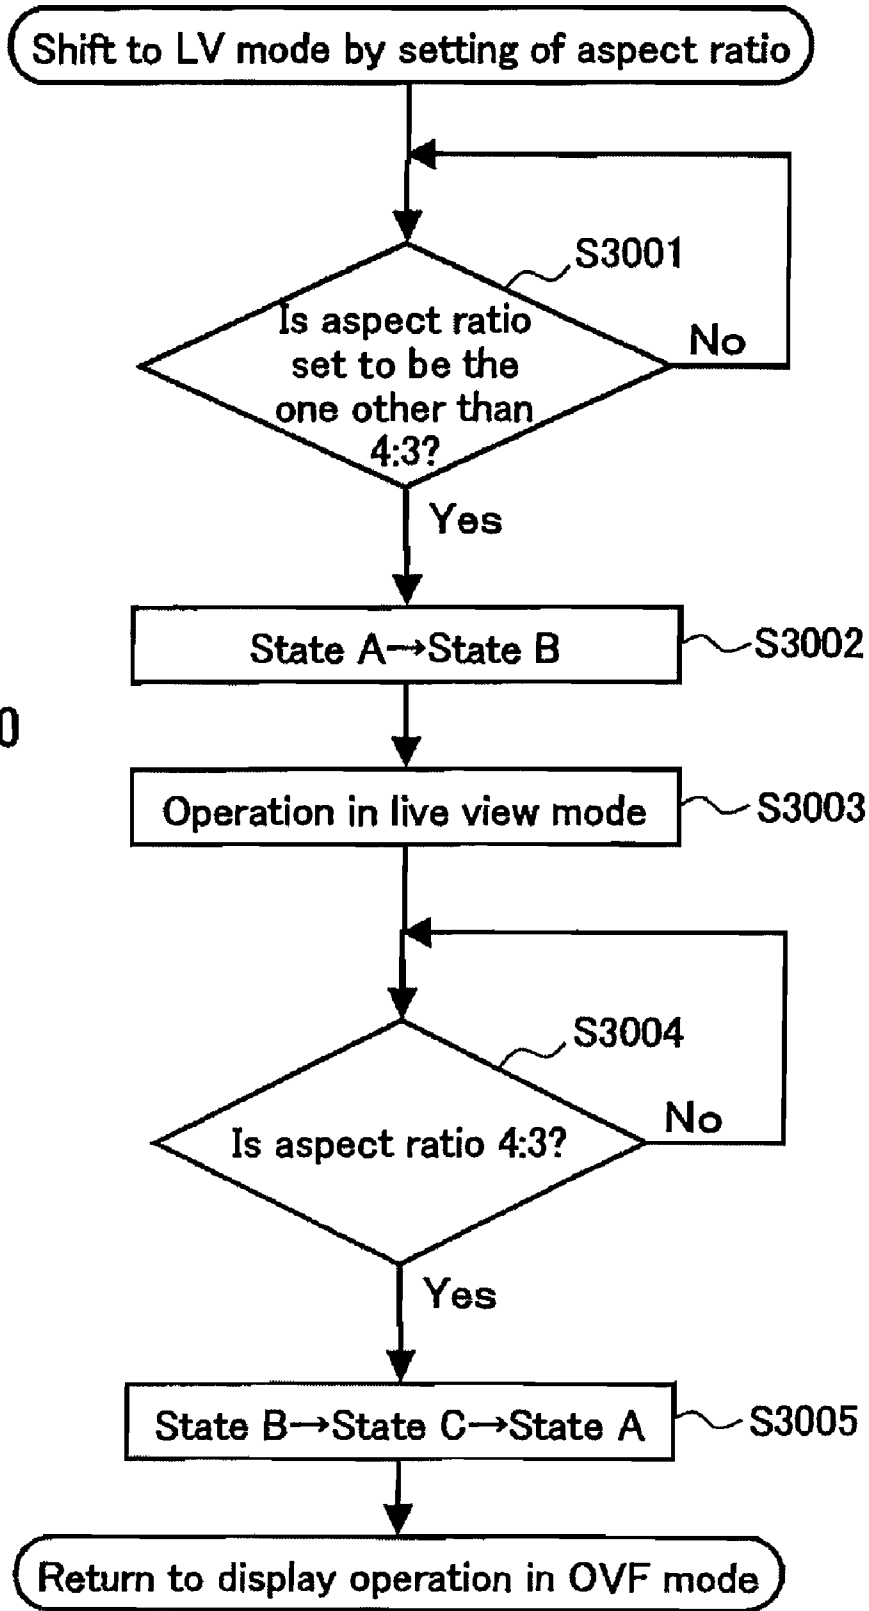 Shift to LV mode by setting of aspect ratio
S3001
Is aspect ratio
set to be the
one other than
4:3?
No
Yes
State A→State B
S3002
0
Operation in live view mode
S3003
S3004
Is aspect ratio 4:3?
No
Yes
State B→State C→State A
S3005
Return to display operation in OVF mode